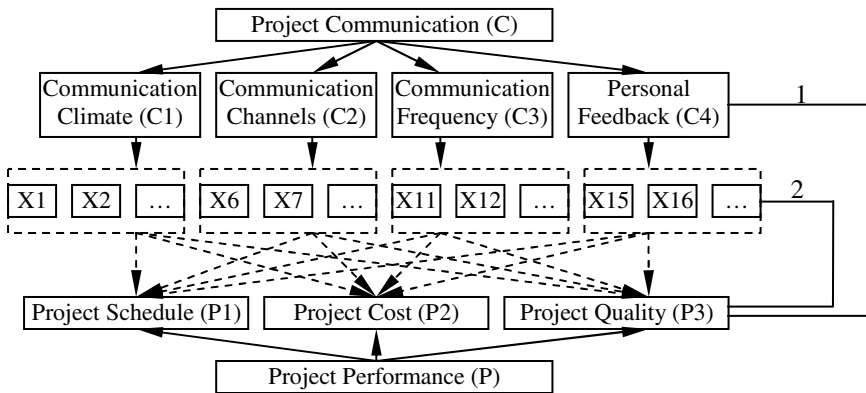 Project Communication (C)
Communication
Climate (C1)
Communication
Channels (C2)
Communication
Frequency (C3)
Personal
Feedback (C4)
1
X1 X2 … X6 X7 … X11 X12 … X15 X16 …
2
Project Schedule (P1) Project Cost (P2) Project Quality (P3)
Project Performance (P)